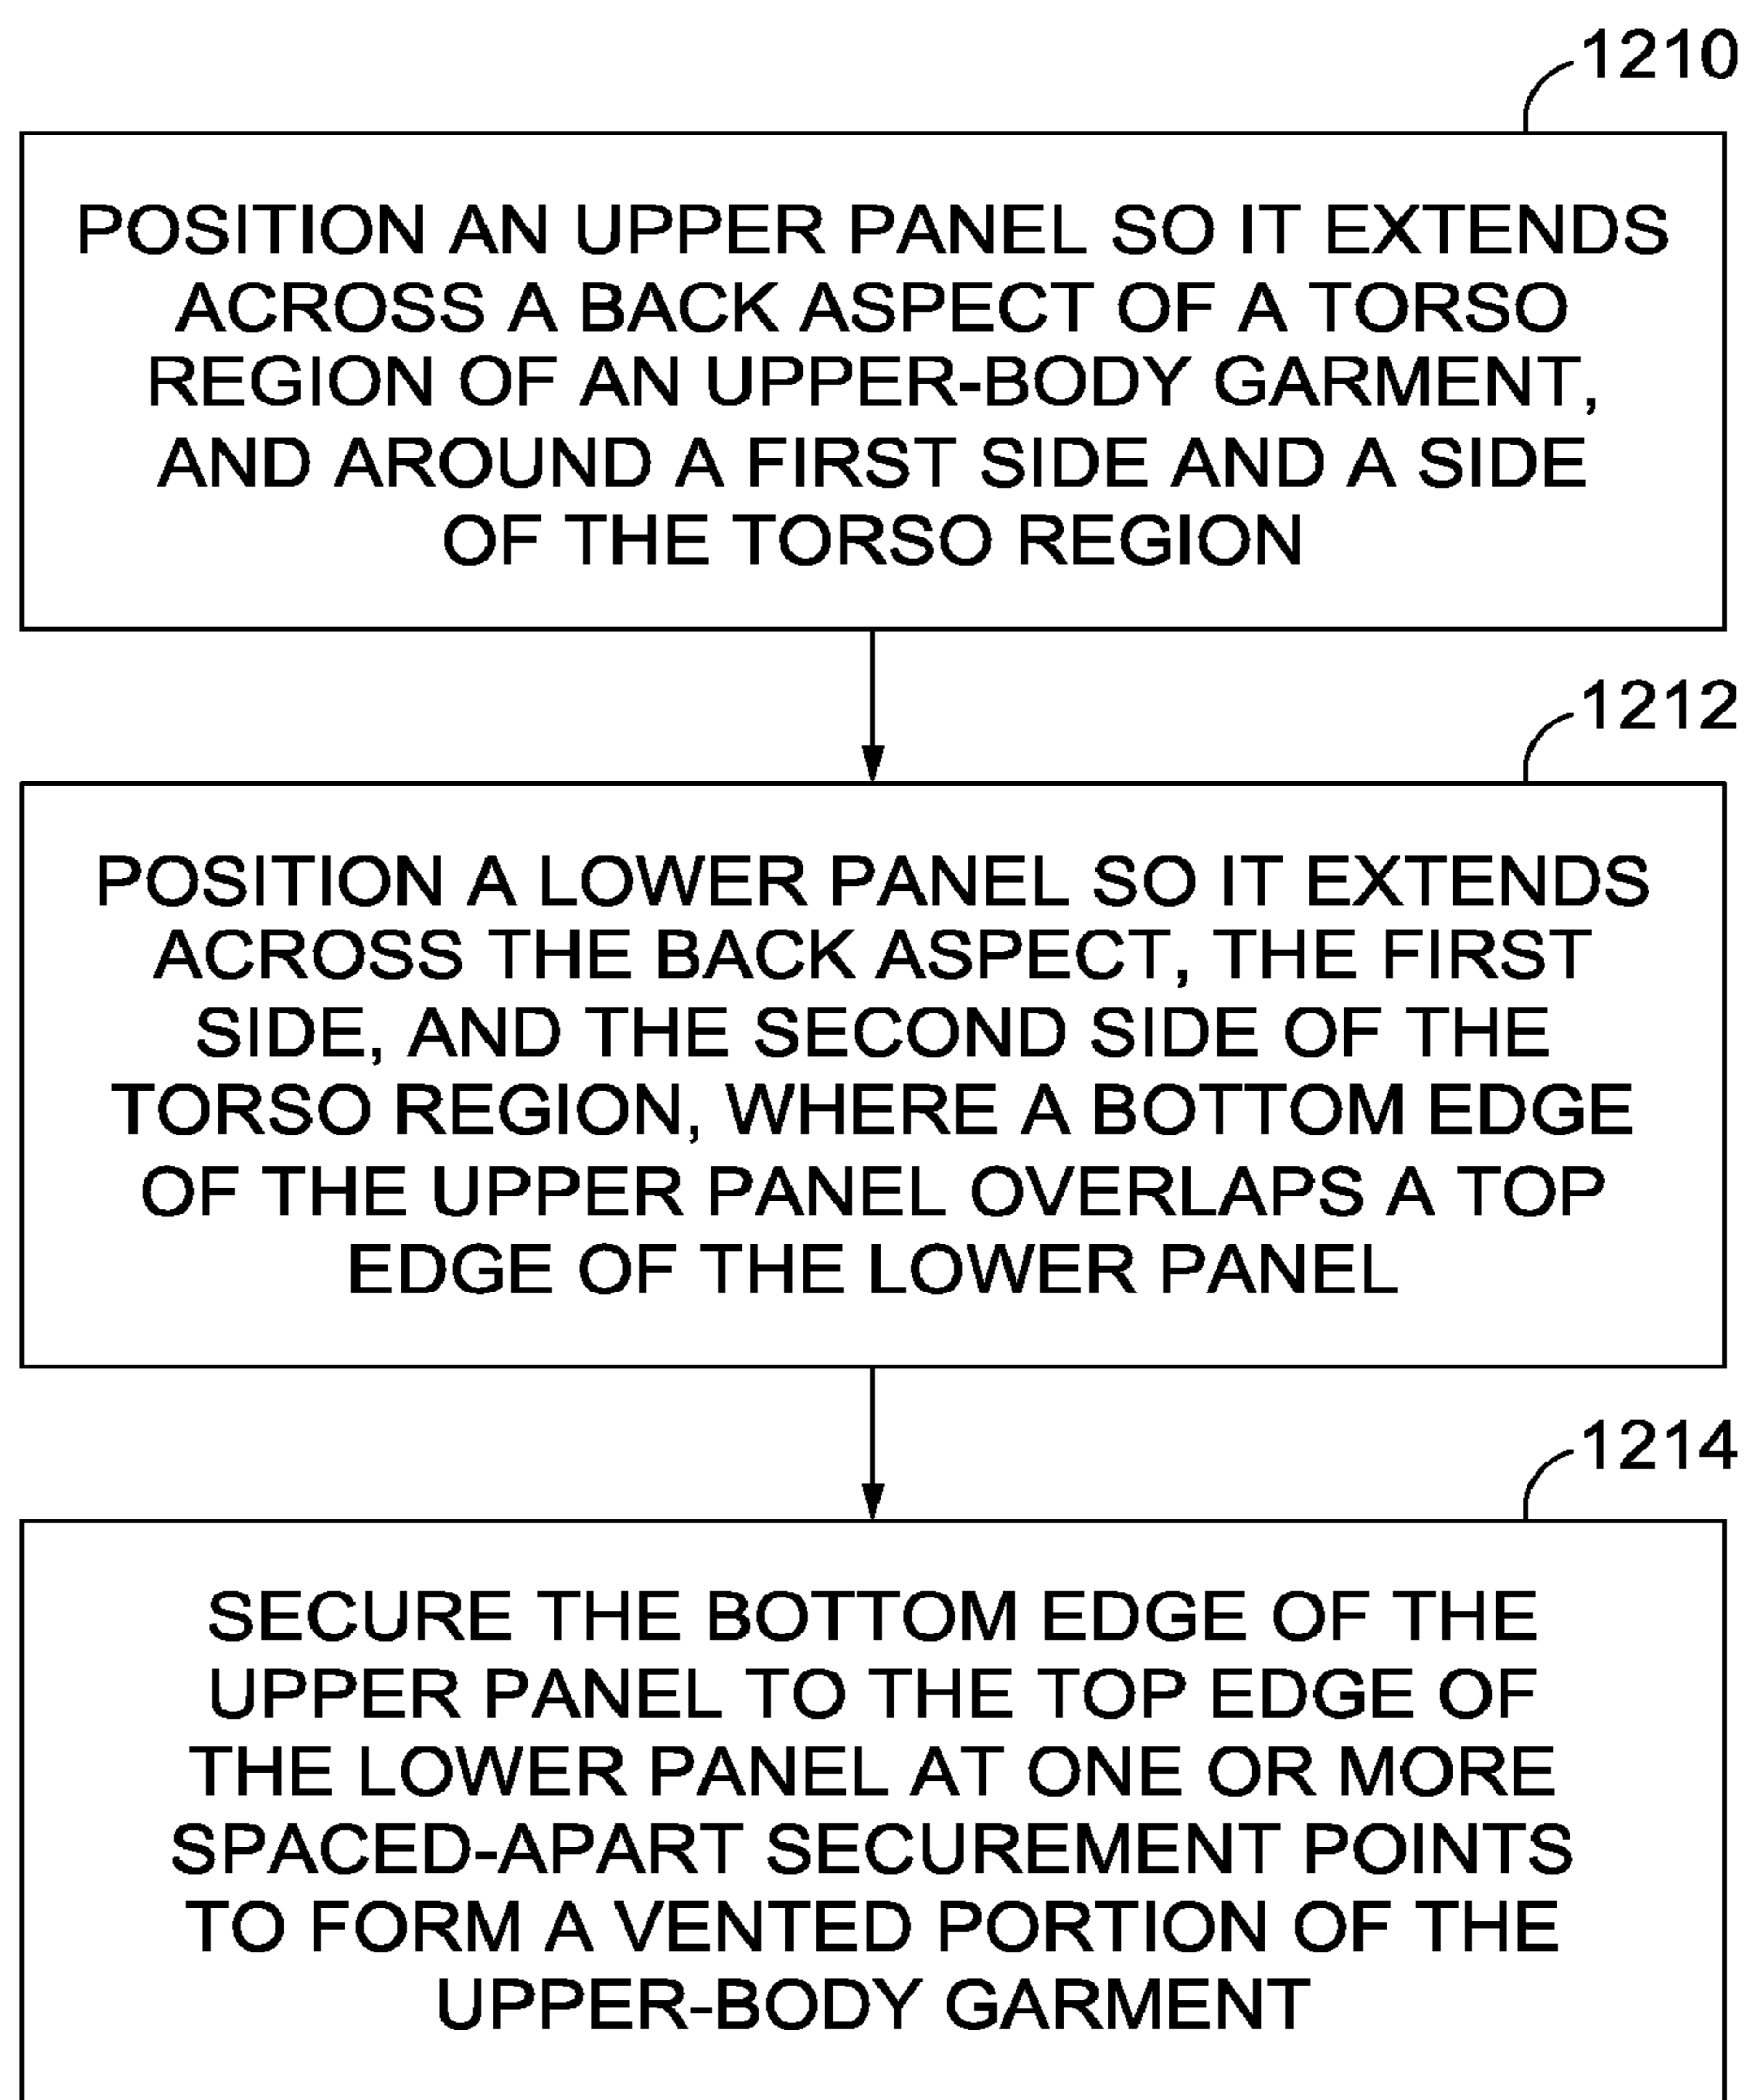 1210
POSITION AN UPPER PANEL SO IT EXTENDS
ACROSS A BACK ASPECT OF A TORSO
REGION OF AN UPPER-BODY GARMENT,
AND AROUND A FIRST SIDE AND A SIDE
OF THE TORSO REGION
1212
POSITION A LOWER PANEL SO IT EXTENDS
ACROSS THE BACK ASPECT, THE FIRST
SIDE, AND THE SECOND SIDE OF THE
TORSO REGION, WHERE A BOTTOM EDGE
OF THE UPPER PANEL OVERLAPS A TOP
EDGE OF THE LOWER PANEL
1214
SECURE THE BOTTOM EDGE OF THE
UPPER PANEL TO THE TOP EDGE OF
THE LOWER PANEL AT ONE OR MORE
SPACED-APART SECUREMENT POINTS
TO FORM A VENTED PORTION OF THE
UPPER-BODY GARMENT